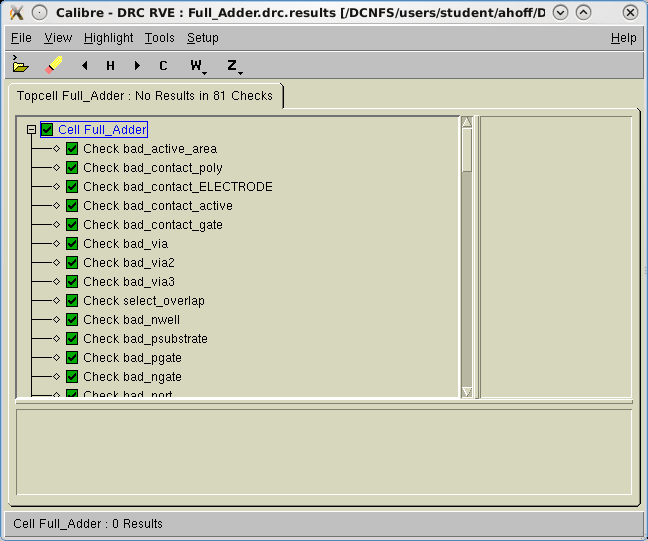 Calibre - DRC RVE : Full_Adder.drc.results [/DCNFS/users/student/ahoff/D
File View Highlight Tools Setup Help
H C W Z
Topcell Full_Adder : No Results in 81 Checks
Cell Full_Adder
Check bad_active_area
Check bad_contact_poly
Check bad_contact_ELECTRODE
Check bad_contact_active
Check bad_contact_gate
Check bad_via
Check bad_via2
Check bad_via3
Check select_overlap
Check bad_nwell
Check bad_psubstrate
Check bad_pgate
Check bad_ngate
Check bad_port
Cell Full_Adder : 0 Results